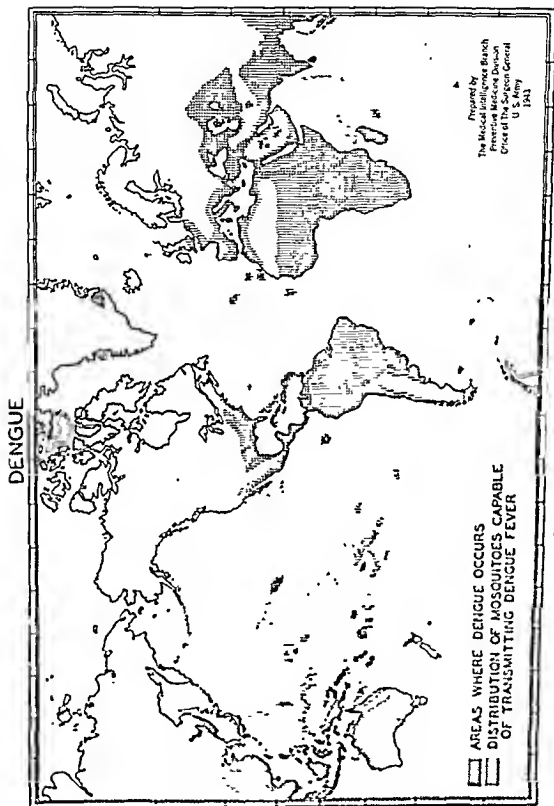 DENGUE
AREAS WHERE DENGUE OCCURS
DISTRIBUTION OF MOSQUITOES CAPABLE
OF TRANSMITTING DENGUE FEVER
Prepared by
The Medical Intelligence Branch
Preventive Medicine Division
Office of The Surgeon General
U S Army
1943